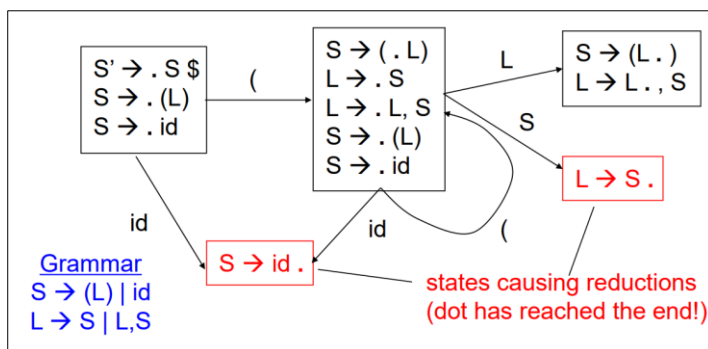 S' → . S $
S → . (L)
S → . id
(
S → ( . L)
L → . S
L → . L, S
S → . (L)
S → . id
L
S → (L . )
L → L . , S
S
L → S .
id
id
(
S → id .
Grammar
S → (L) | id
L → S | L,S
states causing reductions
(dot has reached the end!)